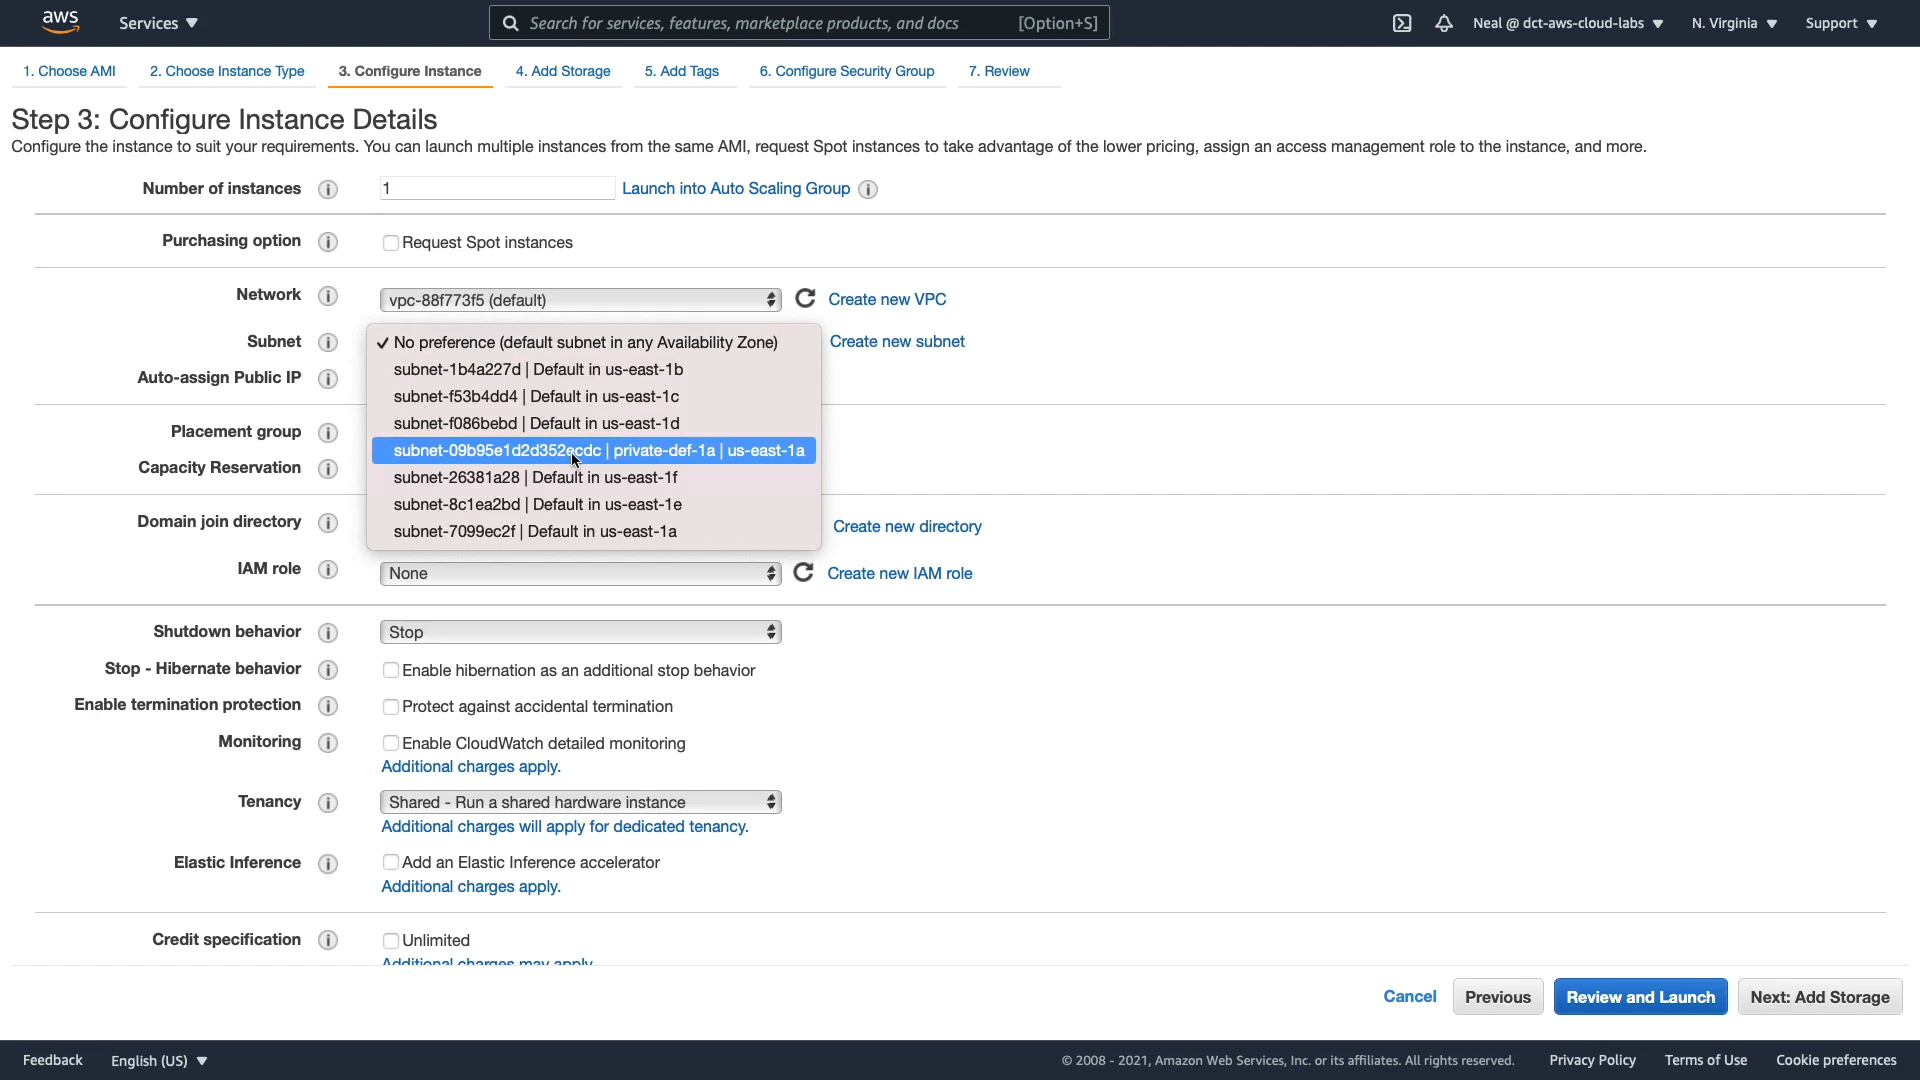 aws
Services
Search for services, features, marketplace products, and docs [Option+S]
Neal @ dct-aws-cloud-labs
N. Virginia
Support
1. Choose AMI
2. Choose Instance Type
3. Configure Instance
4. Add Storage
5. Add Tags
6. Configure Security Group
7. Review
Step 3: Configure Instance Details
Configure the instance to suit your requirements. You can launch multiple instances from the same AMI, request Spot instances to take advantage of the lower pricing, assign an access management role to the instance, and more.
Number of instances
1
Launch into Auto Scaling Group
Purchasing option
Request Spot instances
Network
vpc-88f773f5 (default)
Create new VPC
Subnet
No preference (default subnet in any Availability Zone)
Create new subnet
subnet-1b4a227d | Default in us-east-1b
Auto-assign Public IP
subnet-f53b4dd4 | Default in us-east-1c
subnet-f086bebd | Default in us-east-1d
Placement group
subnet-09b95e1d2d352ecdc | private-def-1a | us-east-1a
Capacity Reservation
subnet-26381a28 | Default in us-east-1f
subnet-8c1ea2bd | Default in us-east-1e
Domain join directory
subnet-7099ec2f | Default in us-east-1a
Create new directory
IAM role
None
Create new IAM role
Shutdown behavior
Stop
Stop - Hibernate behavior
Enable hibernation as an additional stop behavior
Enable termination protection
Protect against accidental termination
Monitoring
Enable CloudWatch detailed monitoring
Additional charges apply.
Tenancy
Shared - Run a shared hardware instance
Additional charges will apply for dedicated tenancy.
Elastic Inference
Add an Elastic Inference accelerator
Additional charges apply.
Credit specification
Unlimited
Additional charges may apply
Cancel
Previous
Review and Launch
Next: Add Storage
Feedback
English (US)
© 2008 - 2021, Amazon Web Services, Inc. or its affiliates. All rights reserved.
Privacy Policy
Terms of Use
Cookie preferences